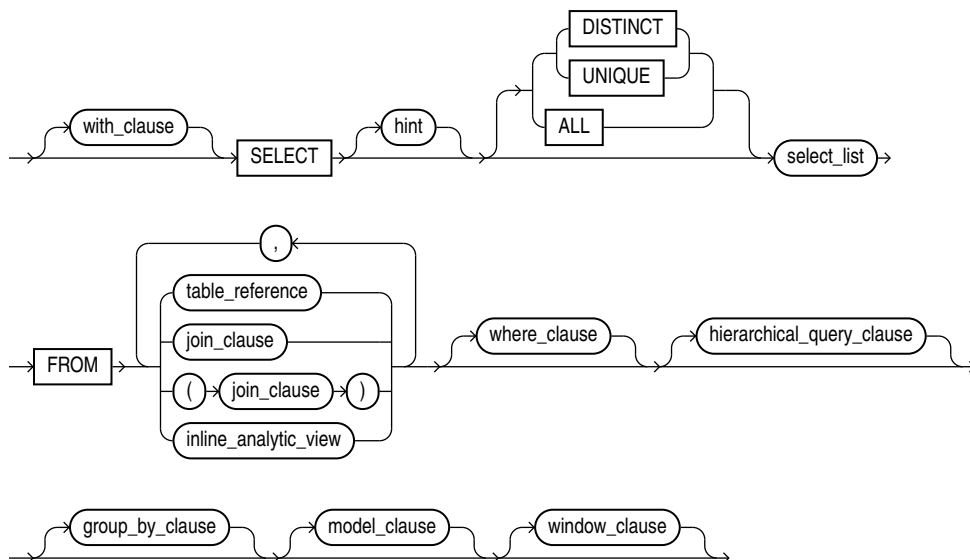 DISTINCT
UNIQUE
ALL
with_clause
SELECT
hint
select_list
,
table_reference
join_clause
FROM
( join_clause )
inline_analytic_view
where_clause
hierarchical_query_clause
group_by_clause
model_clause
window_clause